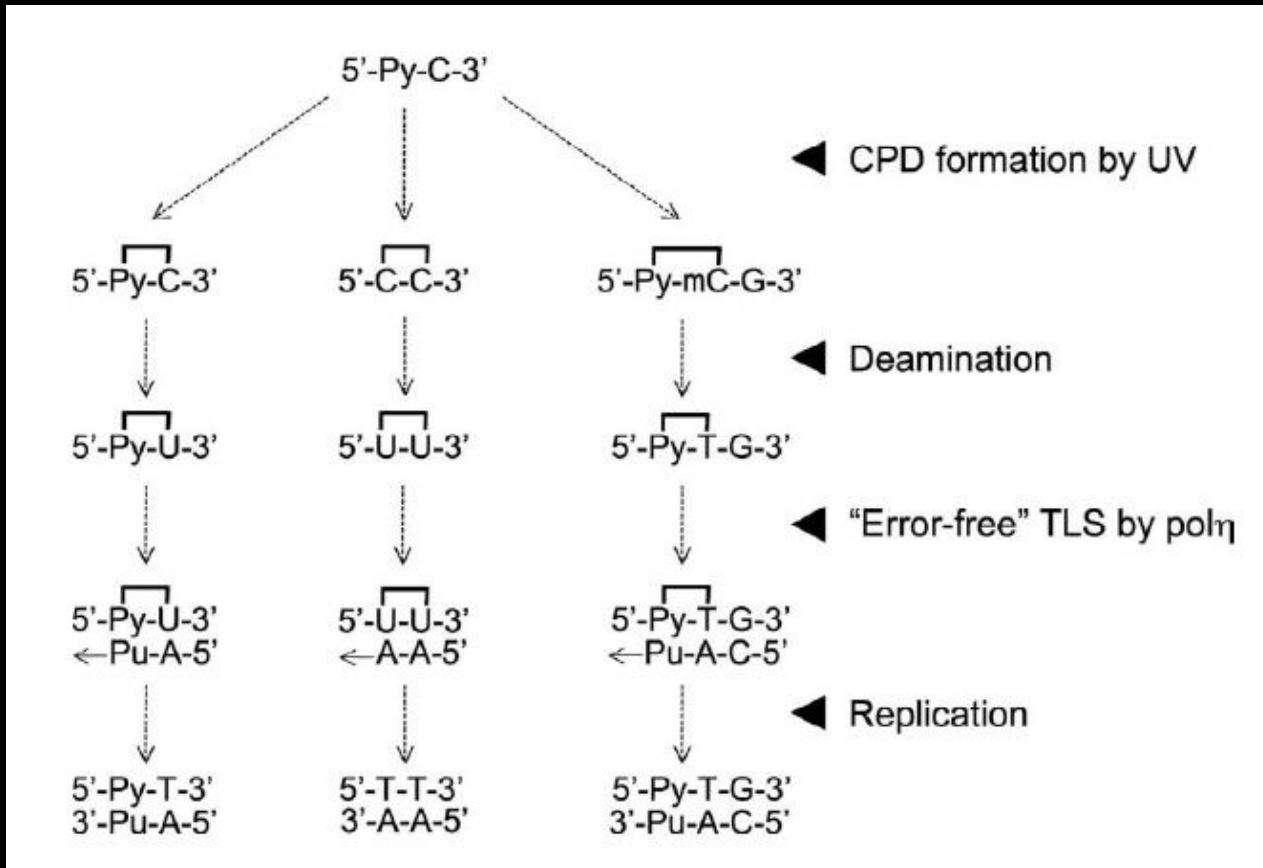 5'-Py-C-3'
CPD formation by UV
5'-Py-C-3' 5'-C-C-3' 5'-Py-mC-G-3'
Deamination
5'-Py-U-3' 5'-U-U-3' 5'-Py-T-G-3'
“Error-free” TLS by polη
5'-Py-U-3' 5'-U-U-3' 5'-Py-T-G-3'
←Pu-A-5' ←A-A-5' ←Pu-A-C-5'
Replication
5'-Py-T-3' 5'-T-T-3' 5'-Py-T-G-3'
3'-Pu-A-5' 3'-A-A-5' 3'-Pu-A-C-5'